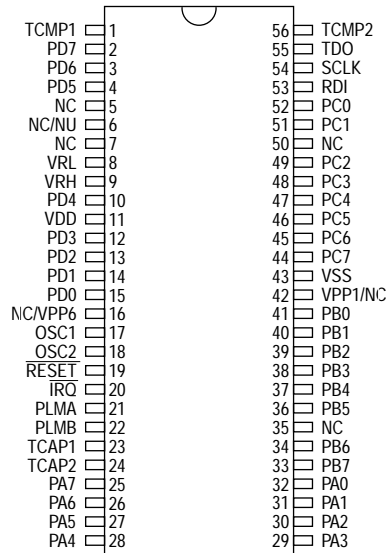 TCMP1 1 56 TCMP2
PD7 2 55 TDO
PD6 3 54 SCLK
PD5 4 53 RDI
NC 5 52 PC0
NC/NU 6 51 PC1
NC 7 50 NC
VRL 8 49 PC2
VRH 9 48 PC3
PD4 10 47 PC4
VDD 11 46 PC5
PD3 12 45 PC6
PD2 13 44 PC7
PD1 14 43 VSS
PD0 15 42 VPP1/NC
NC/VPP6 16 41 PB0
OSC1 17 40 PB1
OSC2 18 39 PB2
RESET 19 38 PB3
IRQ 20 37 PB4
PLMA 21 36 PB5
PLMB 22 35 NC
TCAP1 23 34 PB6
TCAP2 24 33 PB7
PA7 25 32 PA0
PA6 26 31 PA1
PA5 27 30 PA2
PA4 28 29 PA3